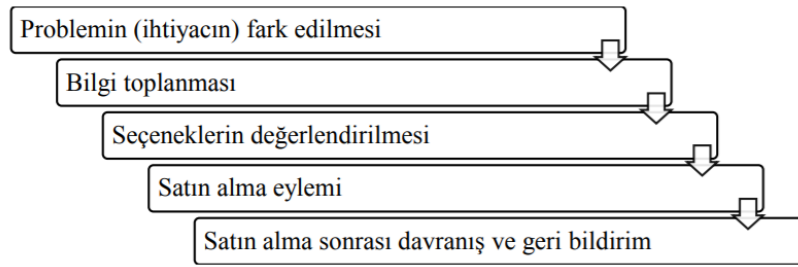 Problemin (ihtiyacın) fark edilmesi
Bilgi toplanması
Seçeneklerin değerlendirilmesi
Satın alma eylemi
Satın alma sonrası davranış ve geri bildirim